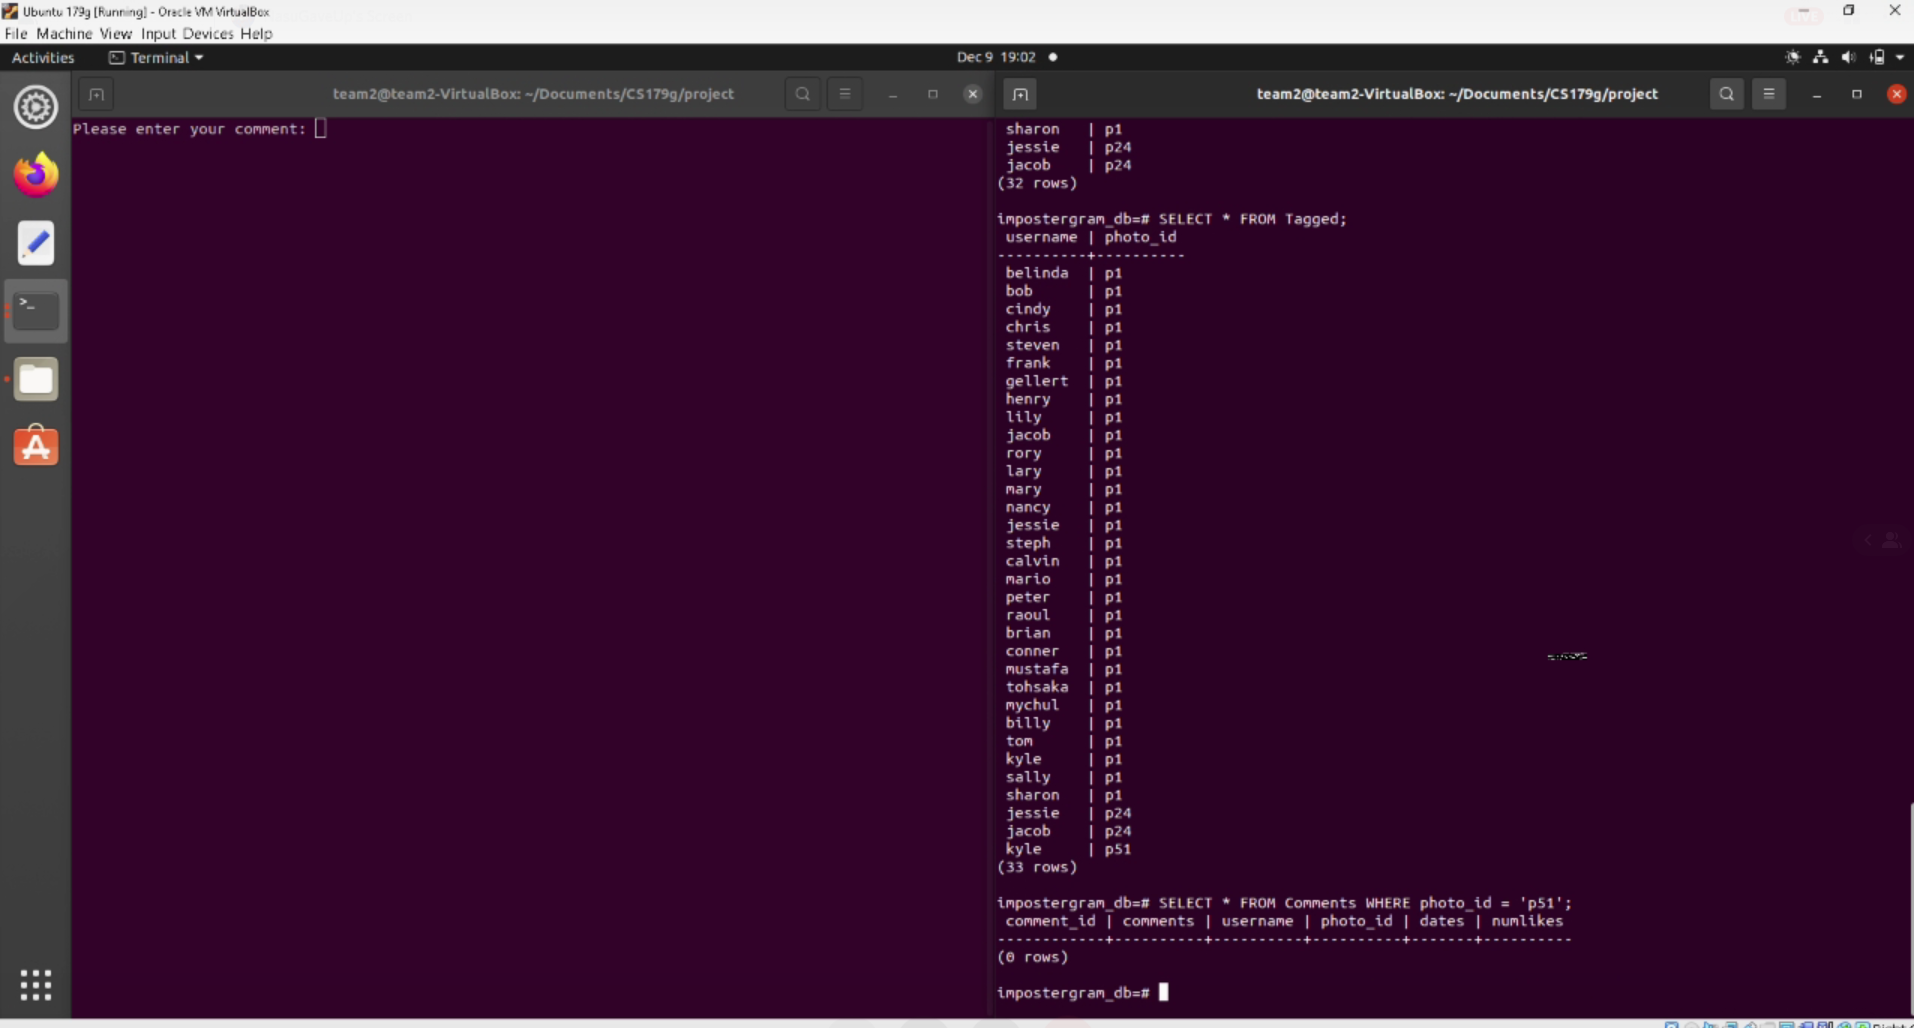 Ubuntu 179g [Running] - Oracle VM VirtualBox
File Machine View Input Devices Help
Activities Terminal Dec 9 19:02
team2@team2-VirtualBox: ~/Documents/CS179g/project
Please enter your comment:
team2@team2-VirtualBox: ~/Documents/CS179g/project
sharon | p1
jessie | p24
jacob | p24
(32 rows)
impostergram_db=# SELECT * FROM Tagged;
username | photo_id
----------+----------
belinda | p1
bob | p1
cindy | p1
chris | p1
steven | p1
frank | p1
gellert | p1
henry | p1
lily | p1
jacob | p1
rory | p1
lary | p1
mary | p1
nancy | p1
jessie | p1
steph | p1
calvin | p1
mario | p1
peter | p1
raoul | p1
brian | p1
conner | p1
mustafa | p1
tohsaka | p1
mychul | p1
billy | p1
tom | p1
kyle | p1
sally | p1
sharon | p1
jessie | p24
jacob | p24
kyle | p51
(33 rows)
impostergram_db=# SELECT * FROM Comments WHERE photo_id = 'p51';
comment_id | comments | username | photo_id | dates | numlikes
------------+----------+----------+----------+-------+----------
(0 rows)
impostergram_db=#